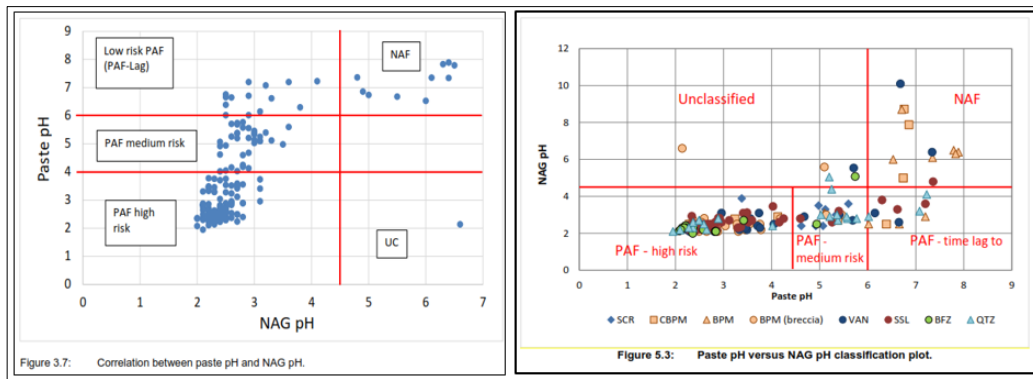 9
8
7
6
5
4
3
2
1
0
Paste pH
Low risk PAF
(PAF-Lag)
NAF
PAF medium risk
PAF high
risk
UC
0 1 2 3 4 5 6 7
NAG pH
Figure 3.7: Correlation between paste pH and NAG pH.
12
10
8
6
4
2
0
NAG pH
Unclassified
NAF
PAF - high risk
PAF -
medium risk
PAF - time lag to
0 1 2 3 4 5 6 7 8 9
Paste pH
SCR CBPM BPM BPM (breccia) VAN SSL BFZ QTZ
Figure 5.3: Paste pH versus NAG pH classification plot.